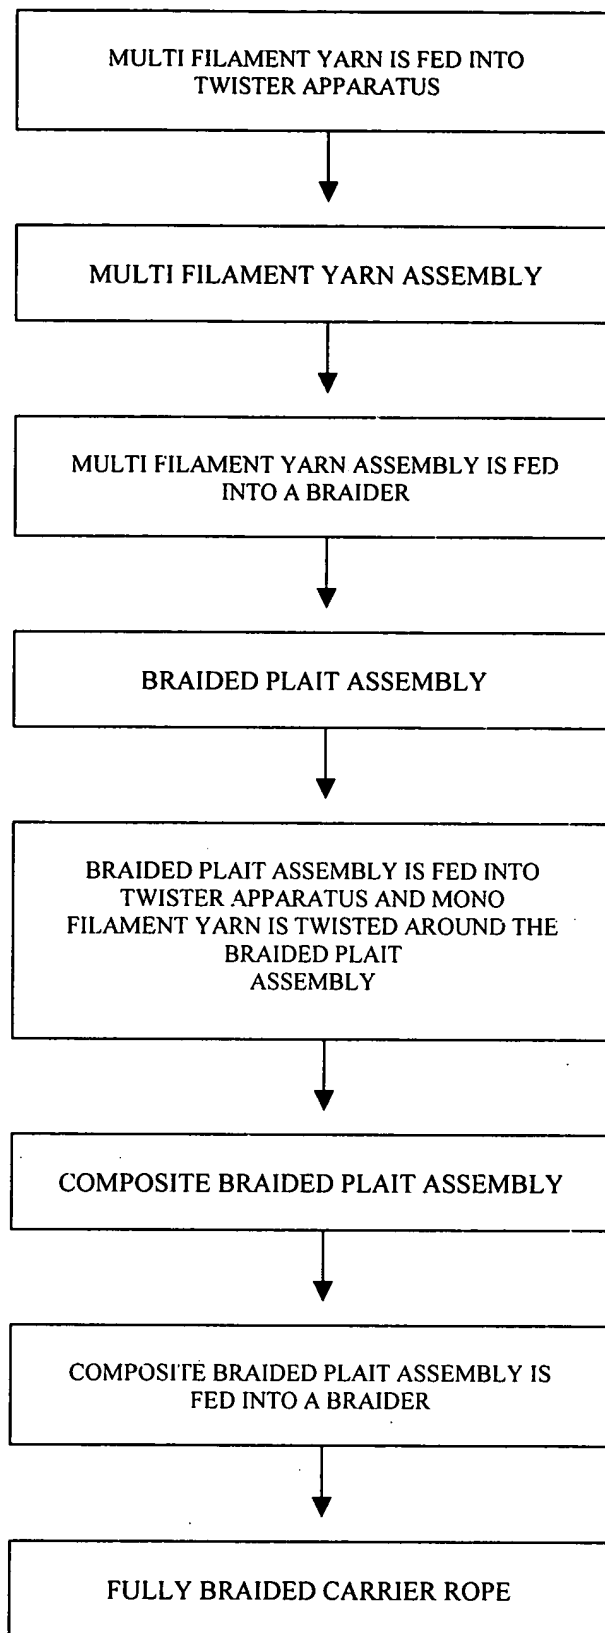 MULTI FILAMENT YARN IS FED INTO
TWISTER APPARATUS
MULTI FILAMENT YARN ASSEMBLY
MULTI FILAMENT YARN ASSEMBLY IS FED
INTO A BRAIDER
BRAIDED PLAIT ASSEMBLY
BRAIDED PLAIT ASSEMBLY IS FED INTO
TWISTER APPARATUS AND MONO
FILAMENT YARN IS TWISTED AROUND THE
BRAIDED PLAIT
ASSEMBLY
COMPOSITE BRAIDED PLAIT ASSEMBLY
COMPOSITE BRAIDED PLAIT ASSEMBLY IS
FED INTO A BRAIDER
FULLY BRAIDED CARRIER ROPE